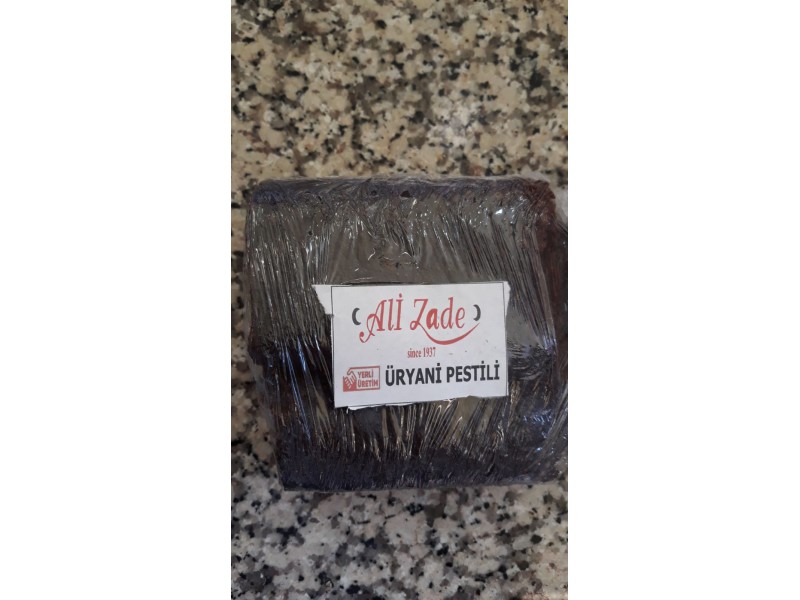 Alİ Zade
since 1937
YERLİ
ÜRETİM
ÜRYANİ PESTİLİ